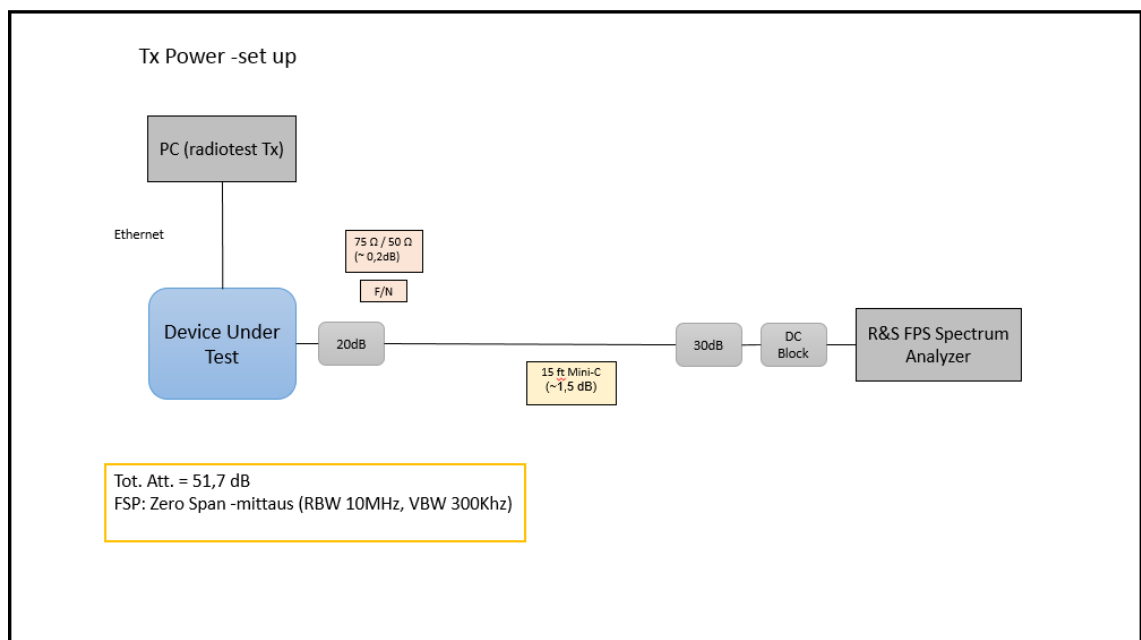 Tx Power -set up
PC (radiotest Tx)
Ethernet
75 Ω / 50 Ω
(~ 0,2dB)
F/N
Device Under
Test
20dB
30dB
DC
Block
R&S FPS Spectrum
Analyzer
15 ft Mini-C
(~1,5 dB)
Tot. Att. = 51,7 dB
FSP: Zero Span -mittaus (RBW 10MHz, VBW 300Khz)